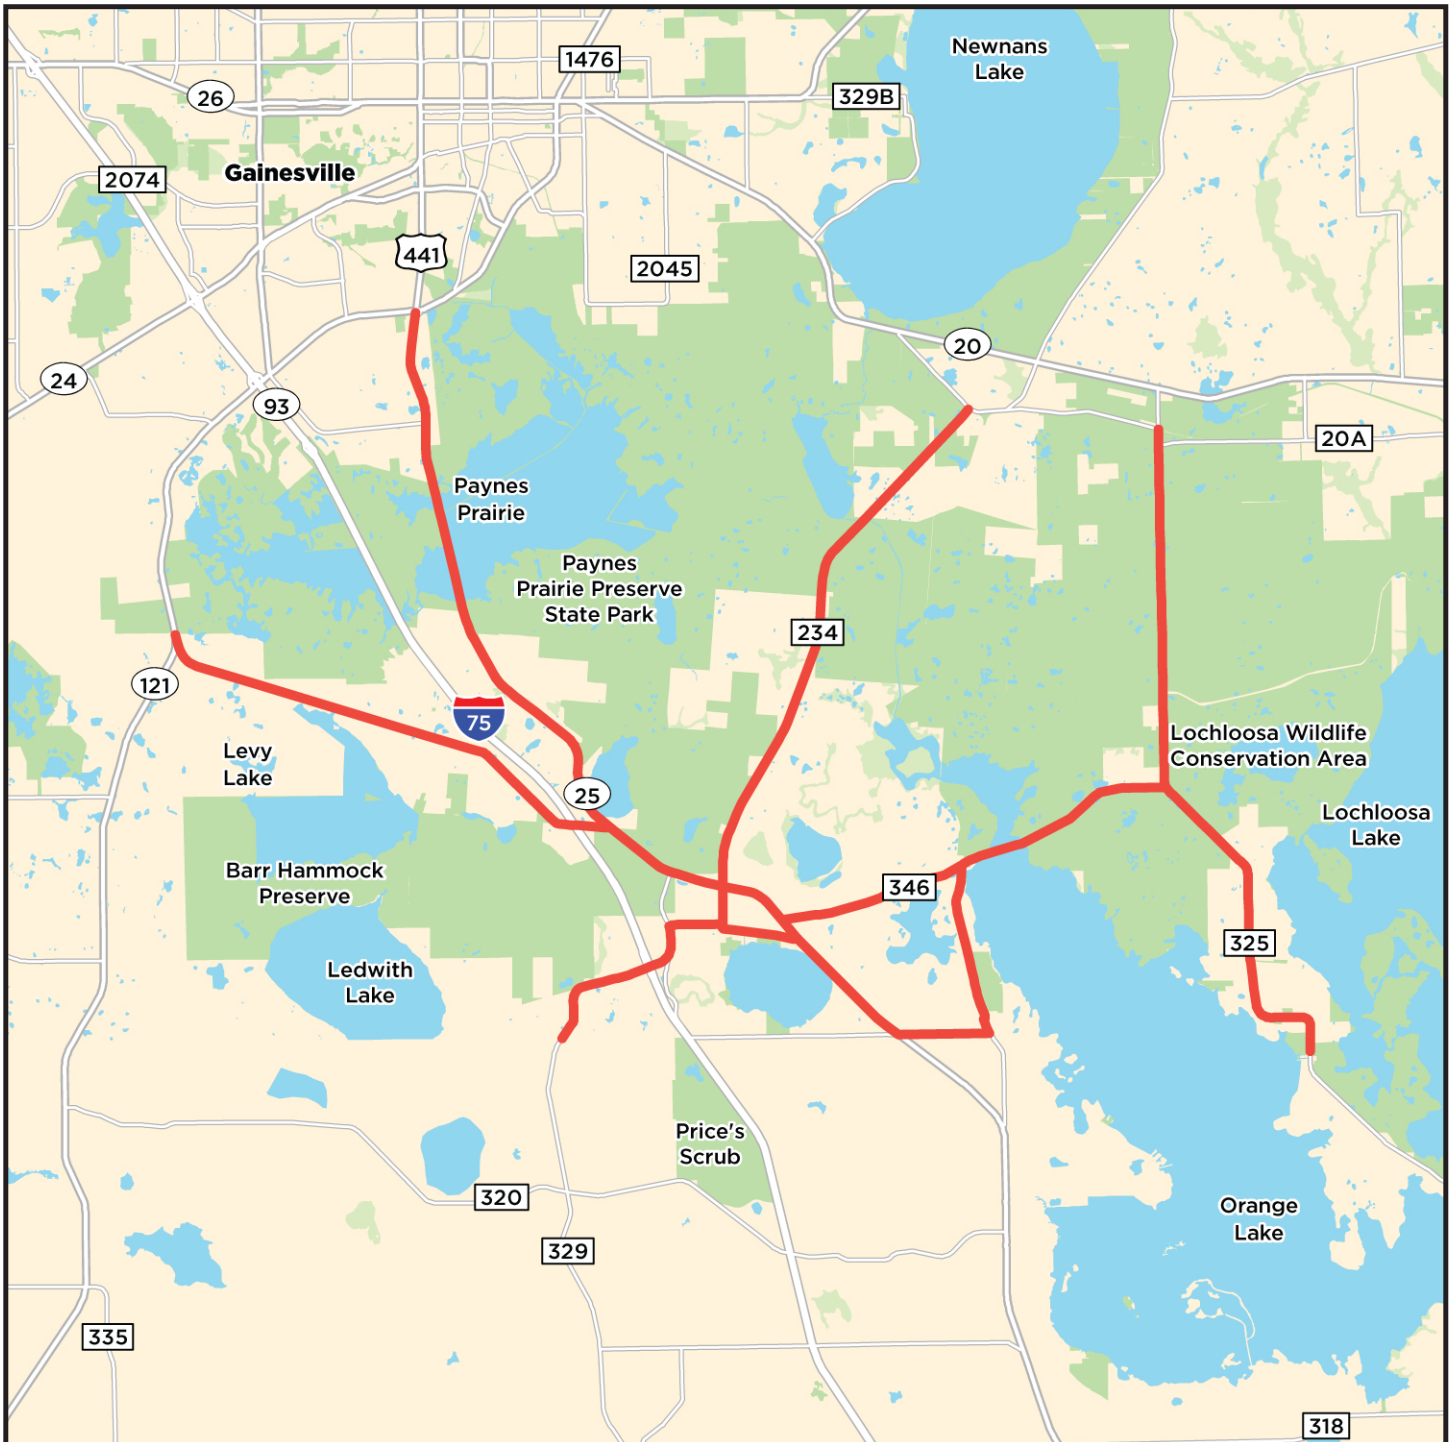 Newnans
Lake
1476
26
329B
Gainesville
2074
441
2045
20
24
93
20A
Paynes
Prairie
Paynes
Prairie Preserve
State Park
234
121
75
Levy
Lake
Lochloosa Wildlife
Conservation Area
25
Lochloosa
Lake
Barr Hammock
Preserve
346
325
Ledwith
Lake
Price's
Scrub
320
Orange
Lake
329
335
318